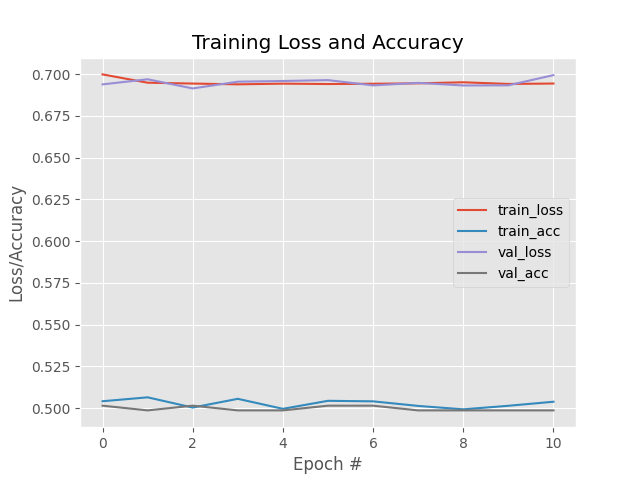 Training Loss and Accuracy
Loss/Accuracy
0.700
0.675
0.650
0.625
0.600
0.575
0.550
0.525
0.500
train_loss
train_acc
val_loss
val_acc
0 2 4 6 8 10
Epoch #